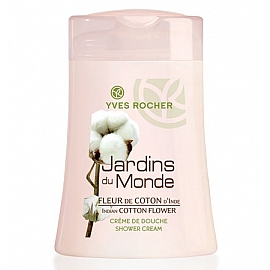 YVES ROCHER
Jardins
du Monde
FLEUR DE COTON d'INDE
INDIAN COTTON FLOWER
CRÈME DE DOUCHE
SHOWER CREAM